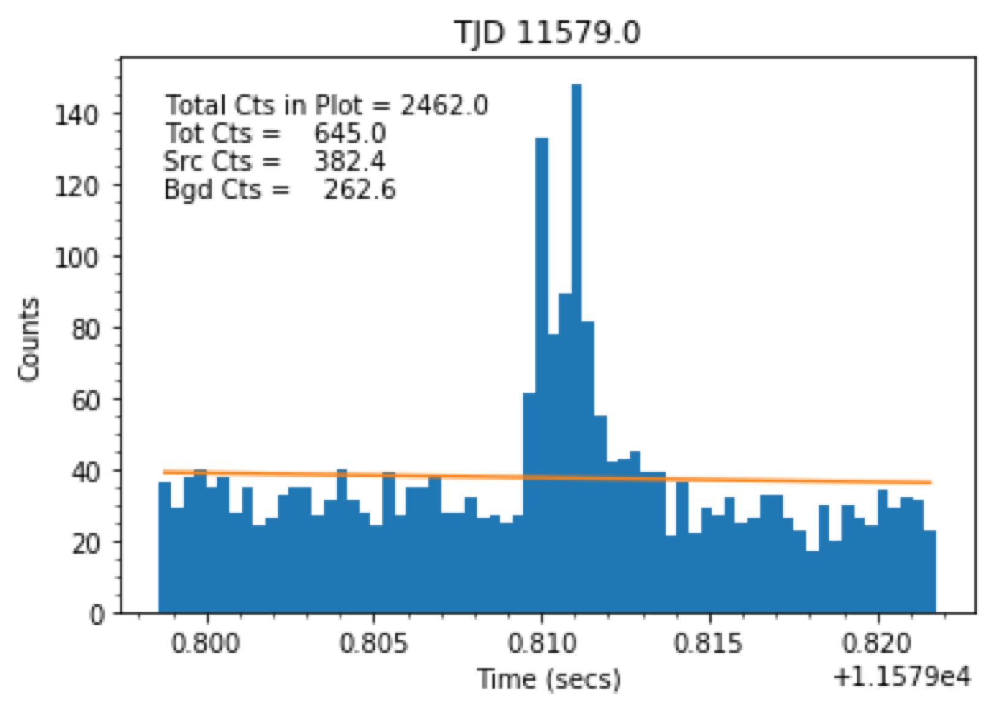 TJD 11579.0
Total Cts in Plot = 2462.0
Tot Cts = 645.0
Src Cts = 382.4
Bgd Cts = 262.6
140
120
100
80
60
40
20
0
Counts
0.800 0.805 0.810 0.815 0.820
+1.1579e4
Time (secs)